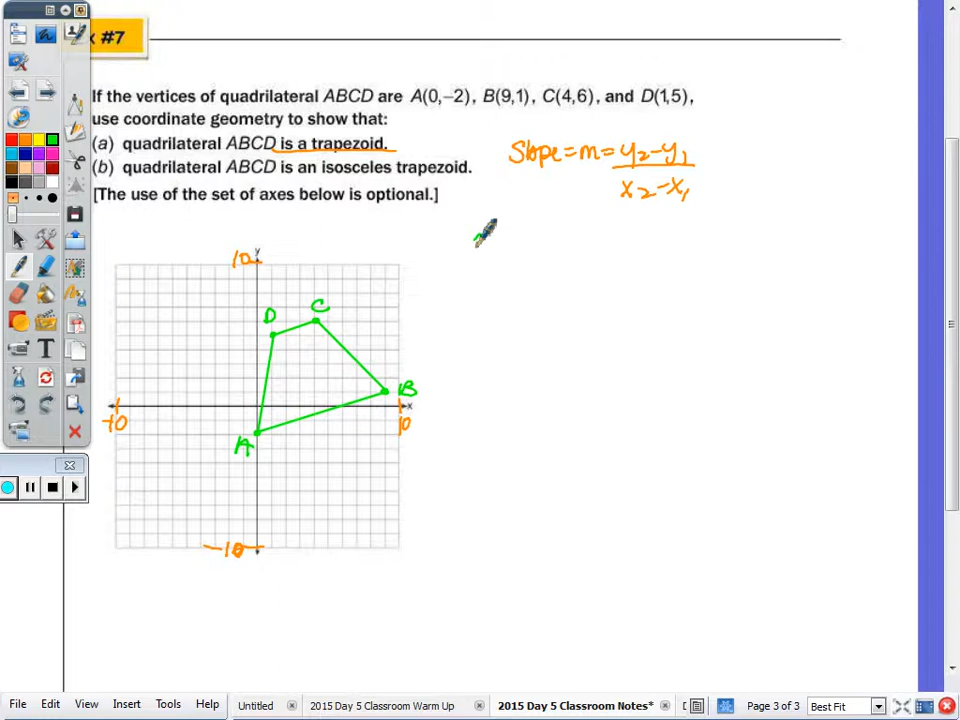 x #7
If the vertices of quadrilateral ABCD are A(0,−2), B(9,1), C(4,6), and D(1,5),
use coordinate geometry to show that:
(a) quadrilateral ABCD is a trapezoid.
(b) quadrilateral ABCD is an isosceles trapezoid.
[The use of the set of axes below is optional.]
Slope = m = y₂ − y₁
x₂ − x₁
10
y
D
C
B
x
-10
10
A
-10
File Edit View Insert Tools Help
Untitled
2015 Day 5 Classroom Warm Up
2015 Day 5 Classroom Notes*
Page 3 of 3
Best Fit